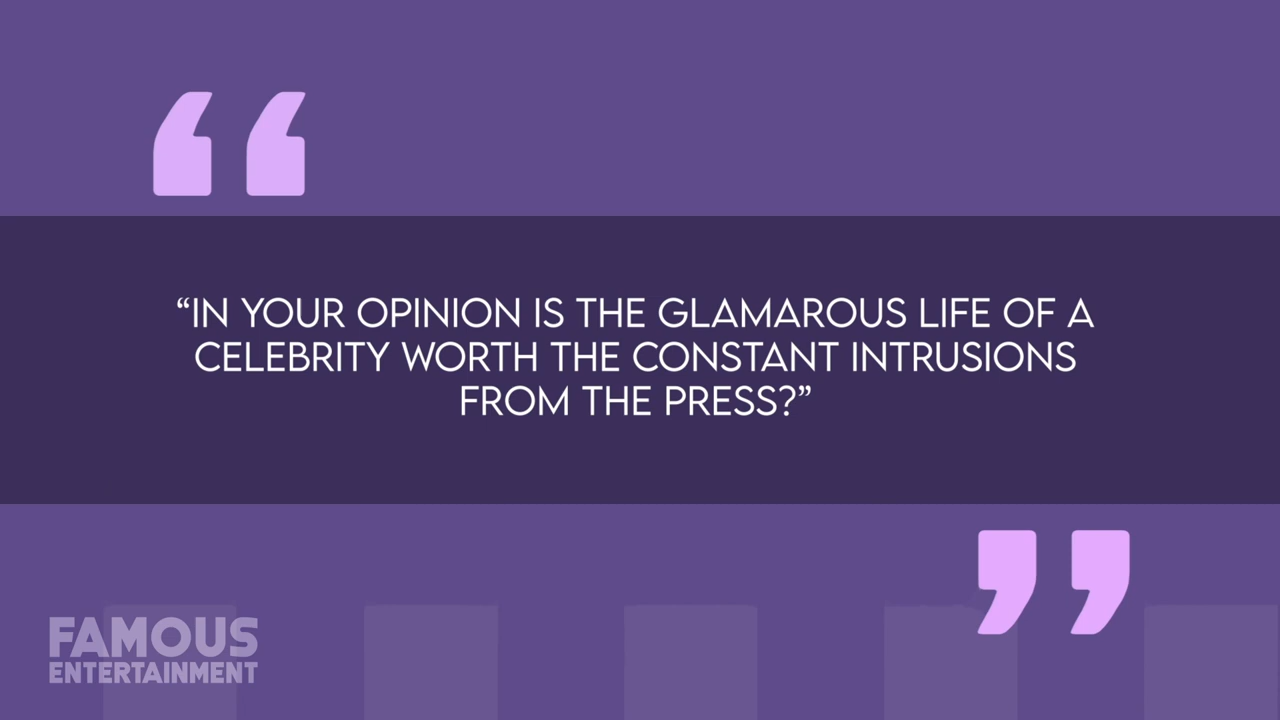 “IN YOUR OPINION IS THE GLAMAROUS LIFE OF A
CELEBRITY WORTH THE CONSTANT INTRUSIONS
FROM THE PRESS?”
FAMOUS
ENTERTAINMENT